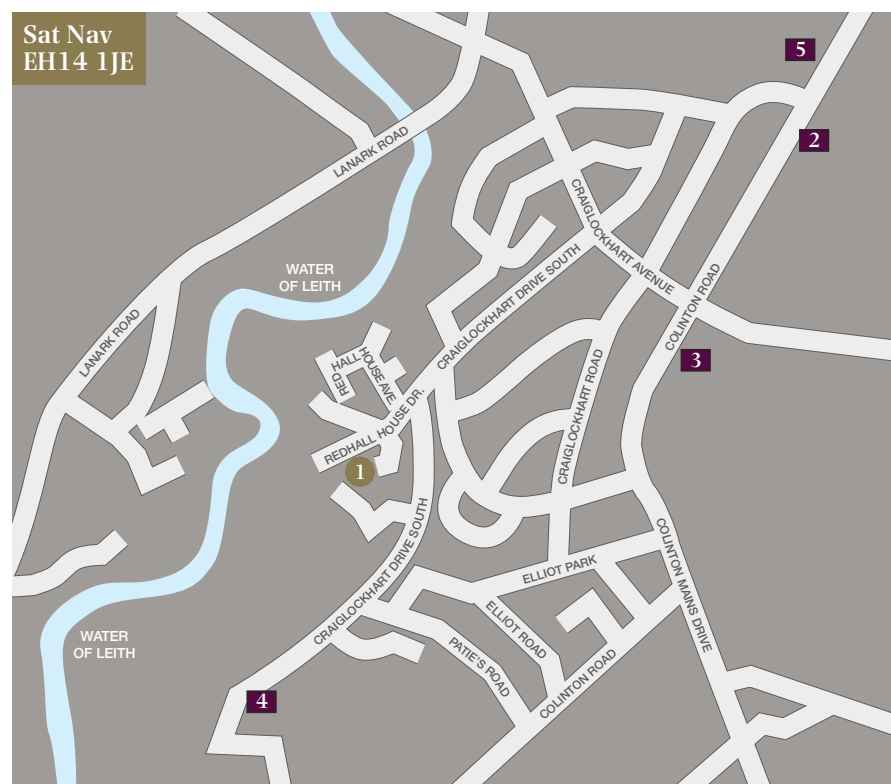 Sat Nav
EH14 1JE
5
2
LANARK ROAD
CRAIGLOCKHART AVENUE
WATER
OF LEITH
CRAIGLOCKHART DRIVE SOUTH
COLINTON ROAD
LANARK ROAD
3
RED
HALL
HOUSE AVE
CRAIGLOCKHART ROAD
REDHALL HOUSE DR.
1
CRAIGLOCKHART DRIVE SOUTH
ELLIOT PARK
COLINTON MAINS DRIVE
ELLIOT ROAD
PATIE'S ROAD
COLINTON ROAD
WATER
OF LEITH
4